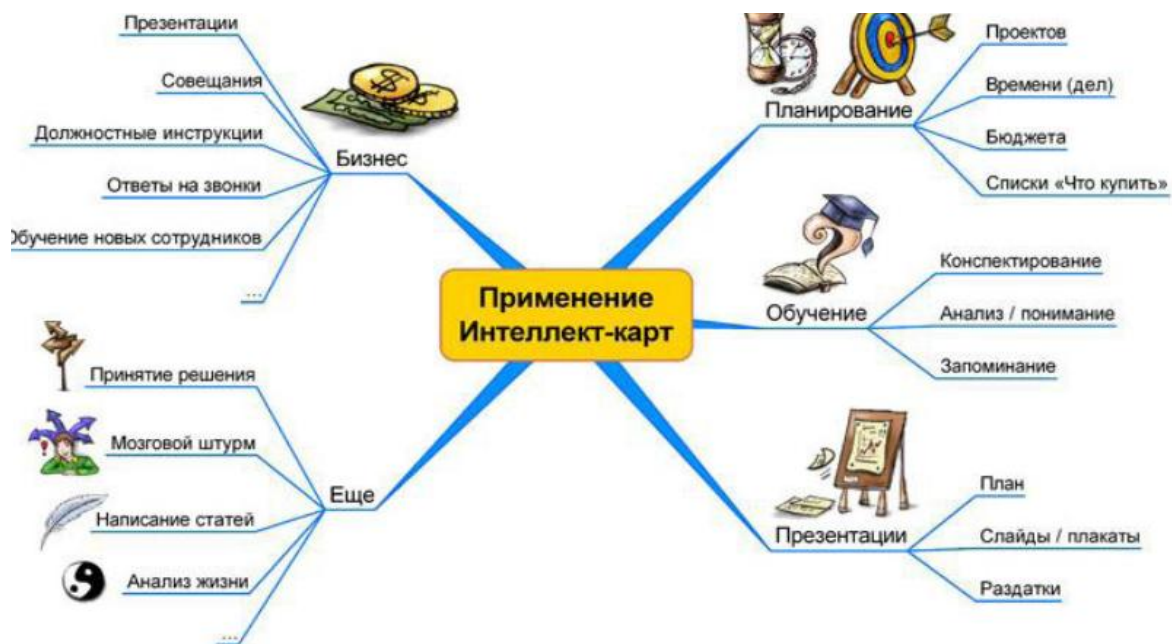 Применение
Интеллект-карт
Планирование
Проектов
Времени (дел)
Бюджета
Списки «Что купить»
Обучение
Конспектирование
Анализ / понимание
Запоминание
Презентации
План
Слайды / плакаты
Раздатки
Бизнес
Презентации
Совещания
Должностные инструкции
Ответы на звонки
Обучение новых сотрудников
...
Еще
Принятие решения
Мозговой штурм
Написание статей
Анализ жизни
...